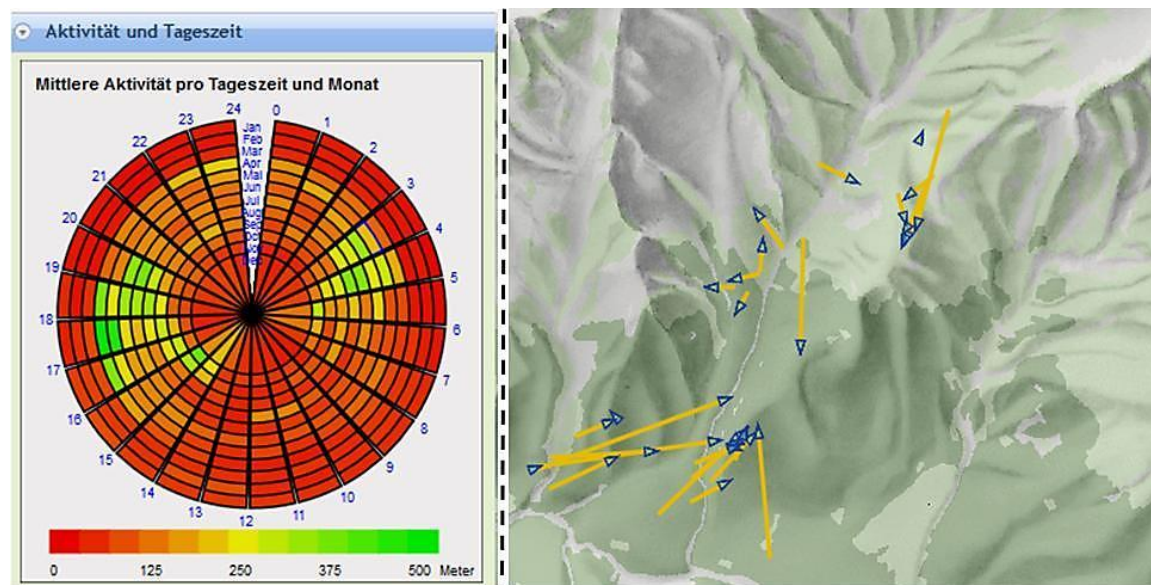 Aktivität und Tageszeit
Mittlere Aktivität pro Tageszeit und Monat
24 0
23 1
22 2
21 3
20 4
19 5
18 6
17 7
16 8
15 9
14 10
13 12 11
Jan
Feb
Mar
Apr
Mai
Jun
Jul
Aug
0 125 250 375 500 Meter